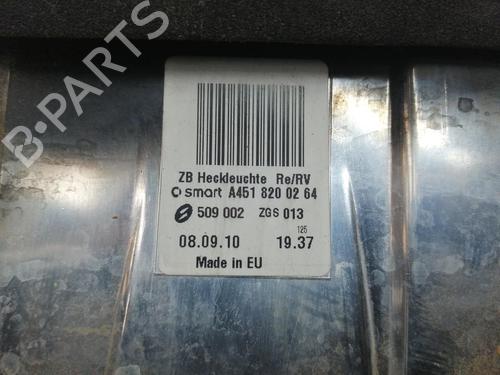 B-PARTS
ZB Heckleuchte Re/RV
smart A451 820 02 64
509 002 ZGS 013
125
08.09.10 19.37
Made in EU